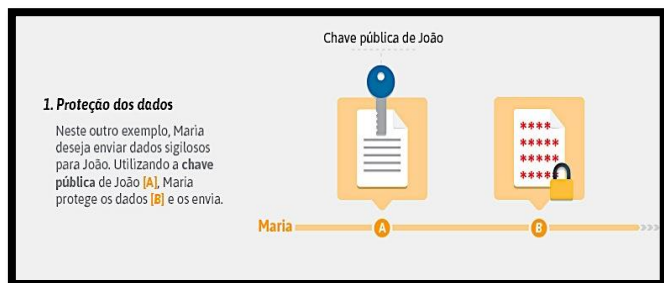 Chave pública de João
1. Proteção dos dados
Neste outro exemplo, Maria
deseja enviar dados sigilosos
para João. Utilizando a chave
pública de João [A], Maria
protege os dados [B] e os envia.
****
****
****
****
Maria
A
B